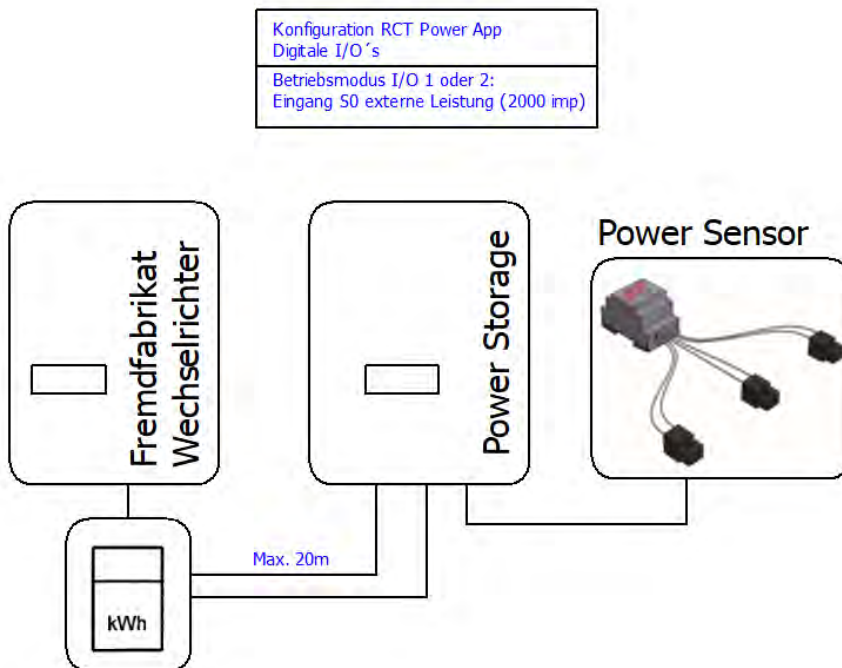 Konfiguration RCT Power App
Digitale I/O´s
Betriebsmodus I/O 1 oder 2:
Eingang S0 externe Leistung (2000 imp)
Fremdfabrikat
Wechselrichter
Power Storage
Power Sensor
Max. 20m
kWh